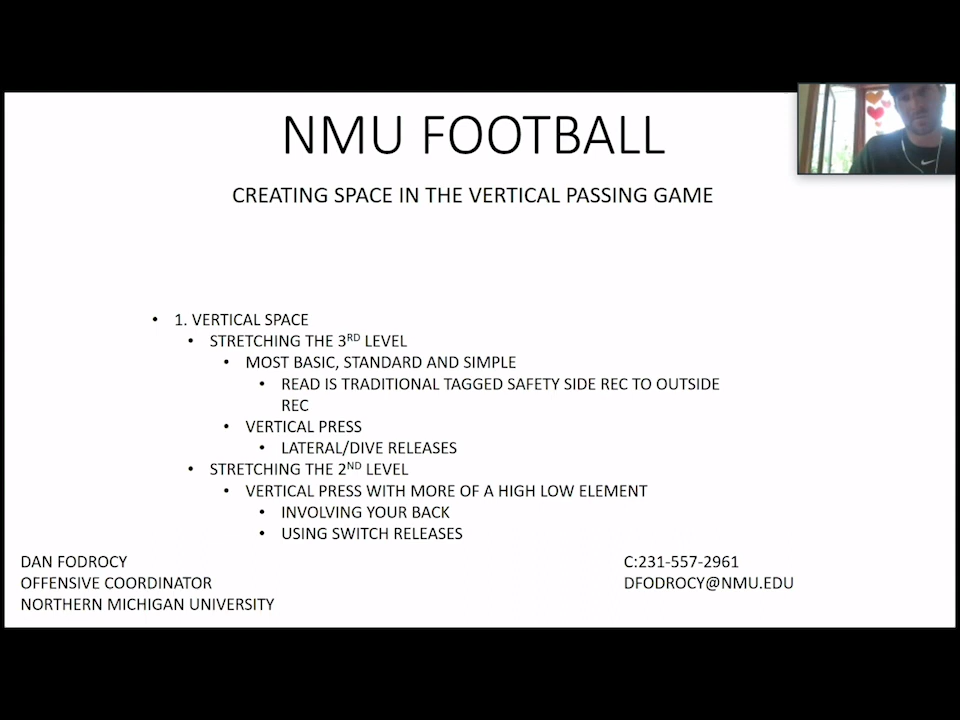 NMU FOOTBALL
CREATING SPACE IN THE VERTICAL PASSING GAME
• 1. VERTICAL SPACE
• STRETCHING THE 3RD LEVEL
• MOST BASIC, STANDARD AND SIMPLE
• READ IS TRADITIONAL TAGGED SAFETY SIDE REC TO OUTSIDE
REC
• VERTICAL PRESS
• LATERAL/DIVE RELEASES
• STRETCHING THE 2ND LEVEL
• VERTICAL PRESS WITH MORE OF A HIGH LOW ELEMENT
• INVOLVING YOUR BACK
• USING SWITCH RELEASES
DAN FODROCY
OFFENSIVE COORDINATOR
NORTHERN MICHIGAN UNIVERSITY
C:231-557-2961
DFODROCY@NMU.EDU